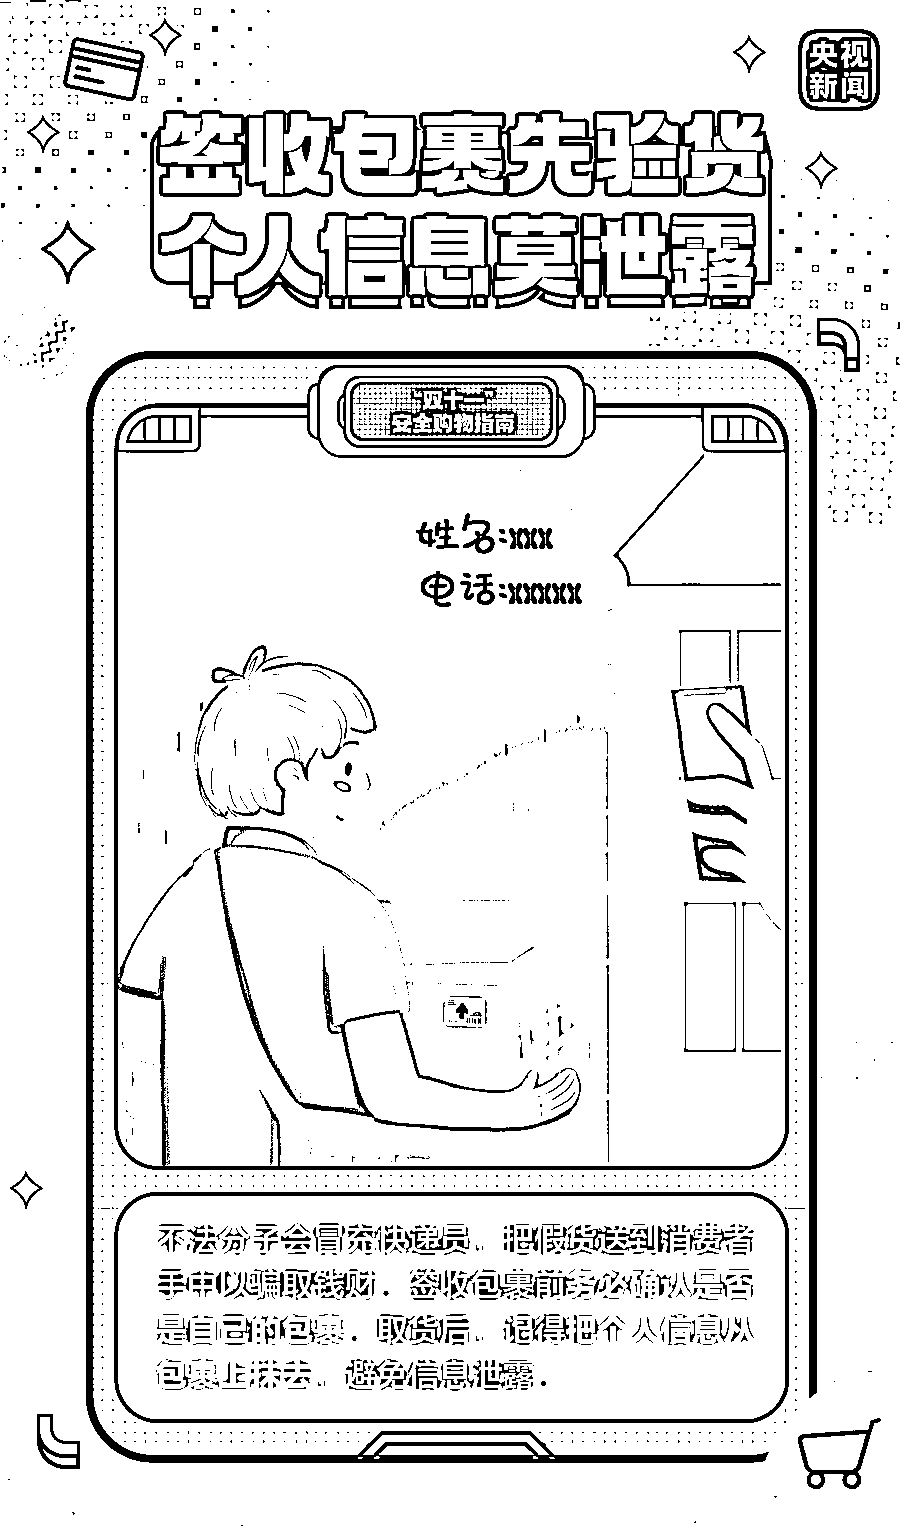 央视
新闻
签收包裹先验货
个人信息莫泄露
“双十一”
安全购物指南
姓名:xxx
电话:xxxxx
不法分子会冒充快递员，把假货送到消费者
手中以骗取钱财。签收包裹前务必确认是否
是自己的包裹。取货后，记得把个人信息从
包裹上抹去，避免信息泄露。